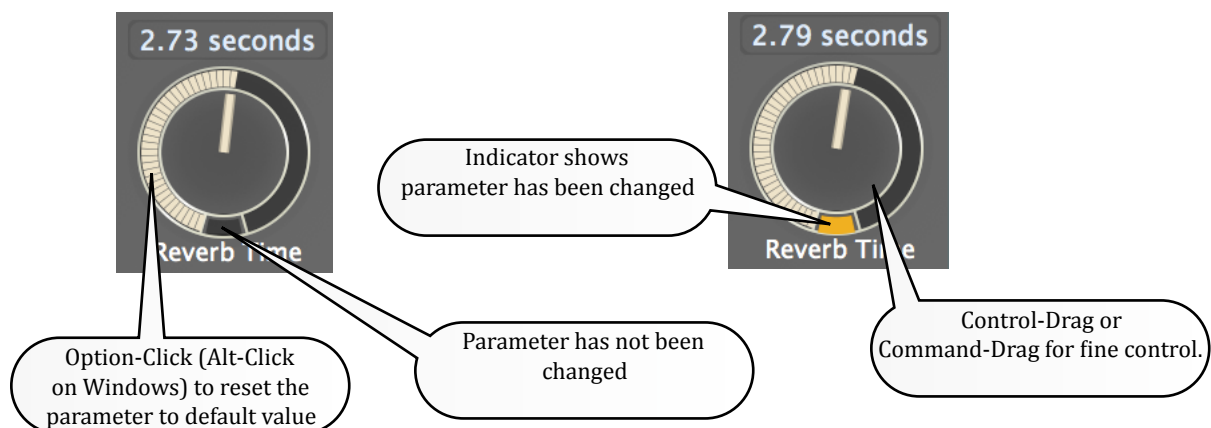 2.73 seconds
Reverb Time
Option-Click (Alt-Click
on Windows) to reset the
parameter to default value
Parameter has not been
changed
2.79 seconds
Indicator shows
parameter has been changed
Reverb Time
Control-Drag or
Command-Drag for fine control.